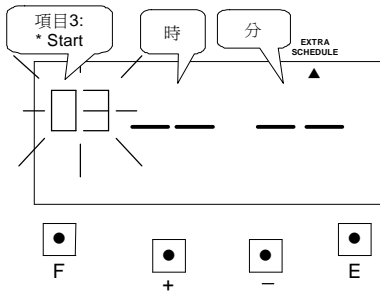 項目3:
* Start
時
分
EXTRA
SCHEDULE
▲
03 -- --
F
+
−
E